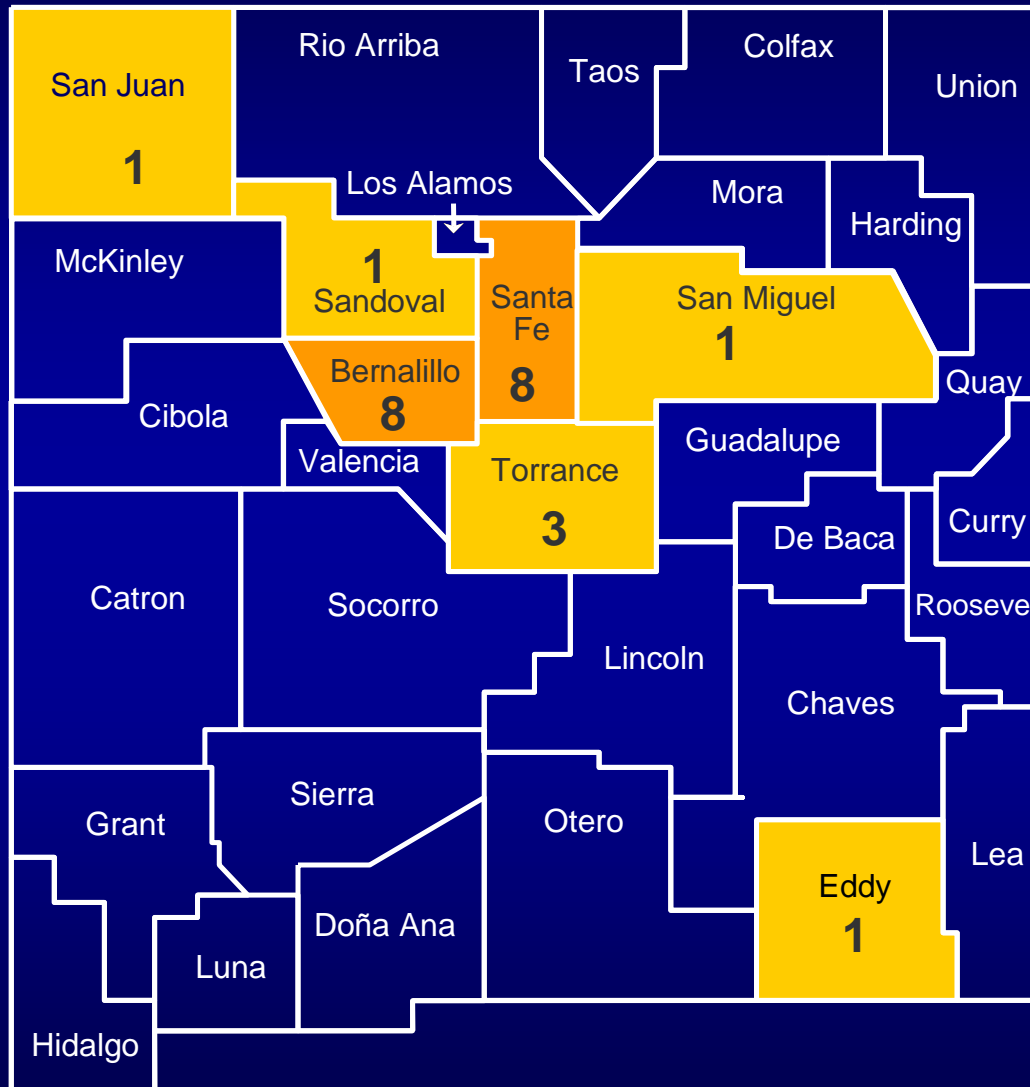 Rio Arriba
Colfax
Taos
San Juan
Union
1
Los Alamos
Mora
Harding
McKinley
1
Sandoval
Santa
Fe
San Miguel
1
Bernalillo
8
8
Quay
Cibola
Guadalupe
Valencia
Torrance
3
Curry
De Baca
Catron
Socorro
Rooseve
Lincoln
Chaves
Sierra
Grant
Otero
Lea
Eddy
1
Doña Ana
Luna
Hidalgo